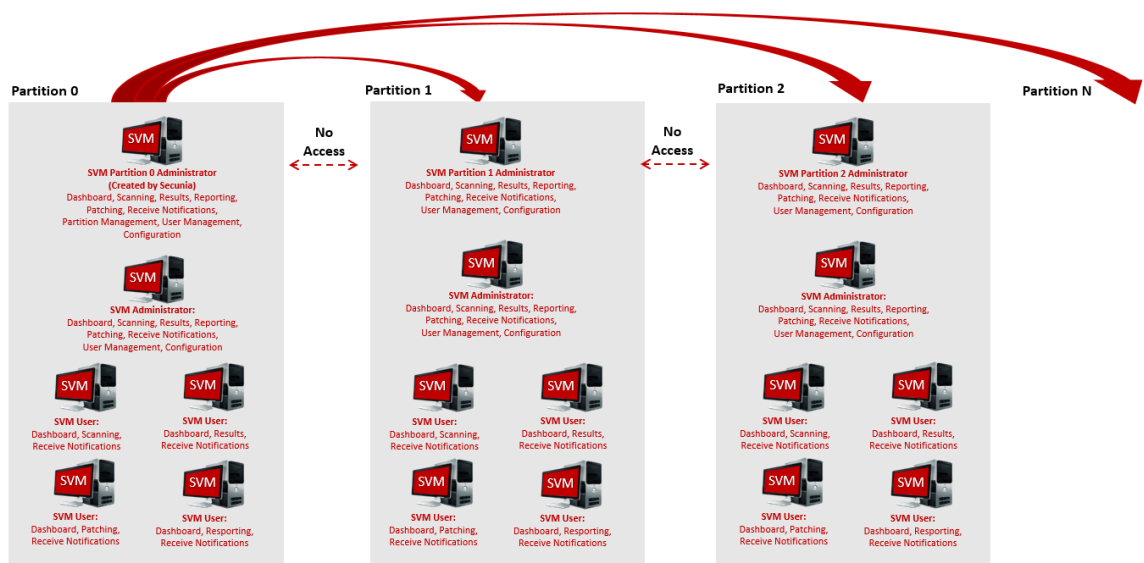 Partition 0
SVM
SVM Partition 0 Administrator
(Created by Secunia)
Dashboard, Scanning, Results, Reporting,
Patching, Receive Notifications,
Partition Management, User Management,
Configuration
SVM
SVM Administrator:
Dashboard, Scanning, Results, Reporting,
Patching, Receive Notifications,
User Management, Configuration
SVM
SVM User:
Dashboard, Scanning,
Receive Notifications
SVM
SVM User:
Dashboard, Results,
Receive Notifications
SVM
SVM User:
Dashboard, Patching,
Receive Notifications
SVM
SVM User:
Dashboard, Resporting,
Receive Notifications
No
Access
Partition 1
SVM
SVM Partition 1 Administrator
Dashboard, Scanning, Results, Reporting,
Patching, Receive Notifications,
User Management, Configuration
SVM
SVM Administrator:
Dashboard, Scanning, Results, Reporting,
Patching, Receive Notifications,
User Management, Configuration
SVM
SVM User:
Dashboard, Scanning,
Receive Notifications
SVM
SVM User:
Dashboard, Results,
Receive Notifications
SVM
SVM User:
Dashboard, Patching,
Receive Notifications
SVM
SVM User:
Dashboard, Resporting,
Receive Notifications
No
Access
Partition 2
SVM
SVM Partition 2 Administrator
Dashboard, Scanning, Results, Reporting,
Patching, Receive Notifications,
User Management, Configuration
SVM
SVM Administrator:
Dashboard, Scanning, Results, Reporting,
Patching, Receive Notifications,
User Management, Configuration
SVM
SVM User:
Dashboard, Scanning,
Receive Notifications
SVM
SVM User:
Dashboard, Results,
Receive Notifications
SVM
SVM User:
Dashboard, Patching,
Receive Notifications
SVM
SVM User:
Dashboard, Resporting,
Receive Notifications
Partition N